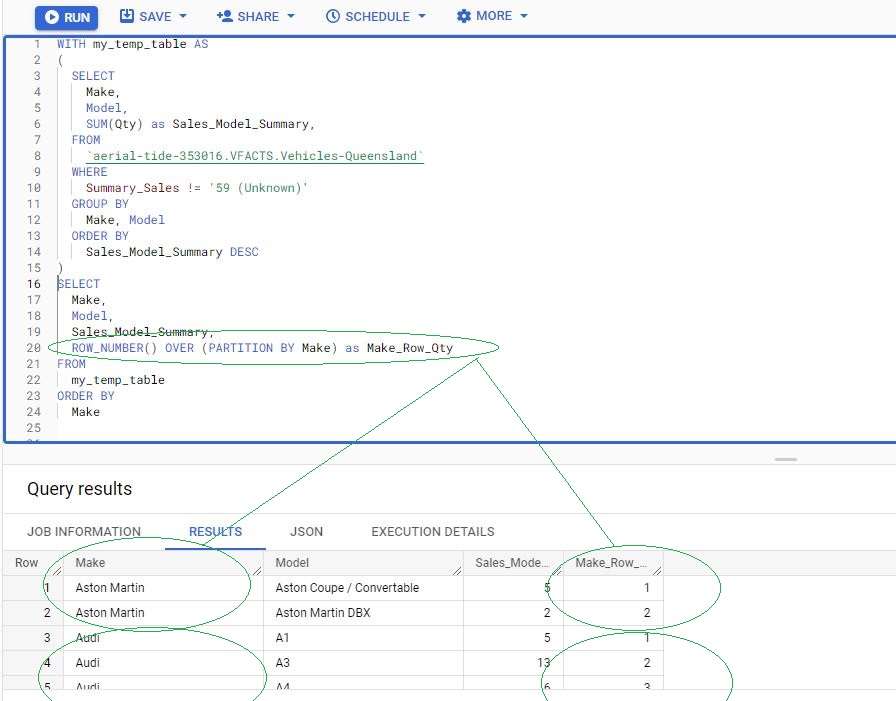 RUN SAVE SHARE SCHEDULE MORE
1 WITH my_temp_table AS
2 (
3 SELECT
4 Make,
5 Model,
6 SUM(Qty) as Sales_Model_Summary,
7 FROM
8 `aerial-tide-353016.VFACTS.Vehicles-Queensland`
9 WHERE
10 Summary_Sales != '59 (Unknown)'
11 GROUP BY
12 Make, Model
13 ORDER BY
14 Sales_Model_Summary DESC
15 )
16 SELECT
17 Make,
18 Model,
19 Sales_Model_Summary,
20 ROW_NUMBER() OVER (PARTITION BY Make) as Make_Row_Qty
21 FROM
22 my_temp_table
23 ORDER BY
24 Make
25
Query results
JOB INFORMATION RESULTS JSON EXECUTION DETAILS
Row Make Model Sales_Mode... Make_Row_...
1 Aston Martin Aston Coupe / Convertable 5 1
2 Aston Martin Aston Martin DBX 2 2
3 Audi A1 5 1
4 Audi A3 13 2
5 Audi A4 6 3